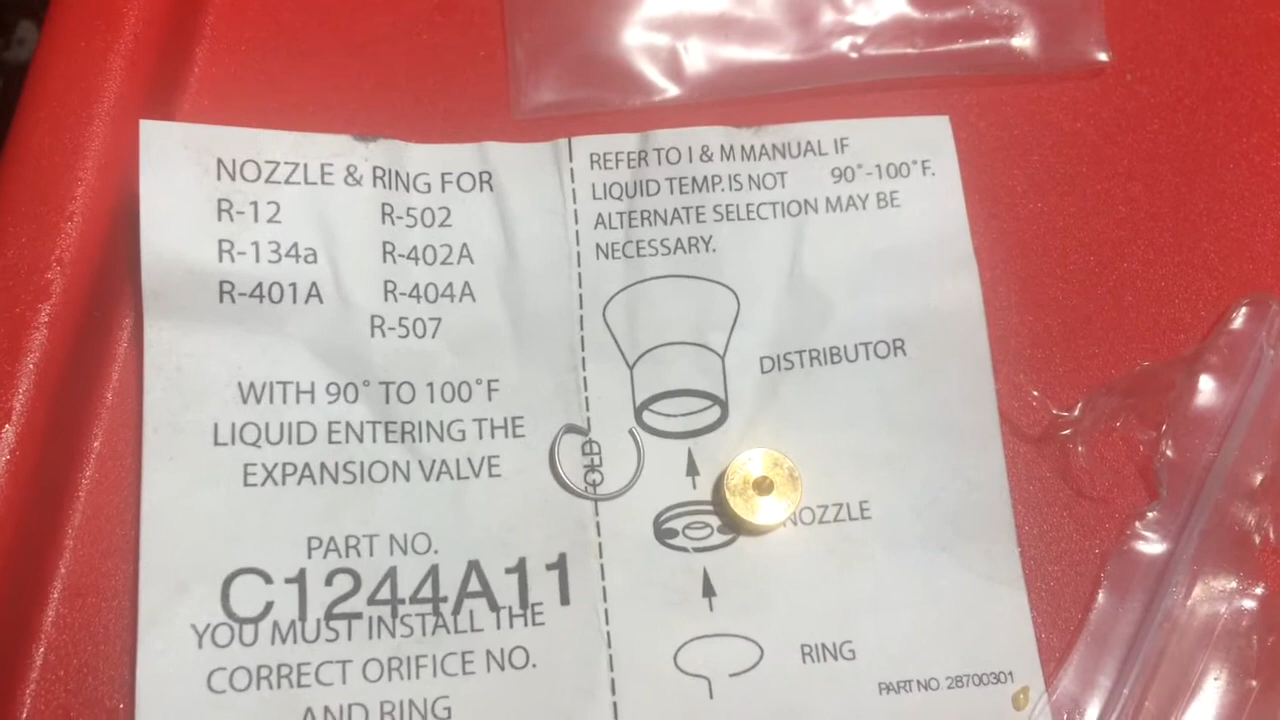 NOZZLE & RING FOR
R-12 R-502
R-134a R-402A
R-401A R-404A
R-507
WITH 90° TO 100°F
LIQUID ENTERING THE
EXPANSION VALVE
PART NO.
C1244A11
YOU MUST INSTALL THE
CORRECT ORIFICE NO.
AND RING
FOLD
REFER TO I & M MANUAL IF
LIQUID TEMP. IS NOT 90°-100°F.
ALTERNATE SELECTION MAY BE
NECESSARY.
DISTRIBUTOR
NOZZLE
RING
PART NO. 28700301